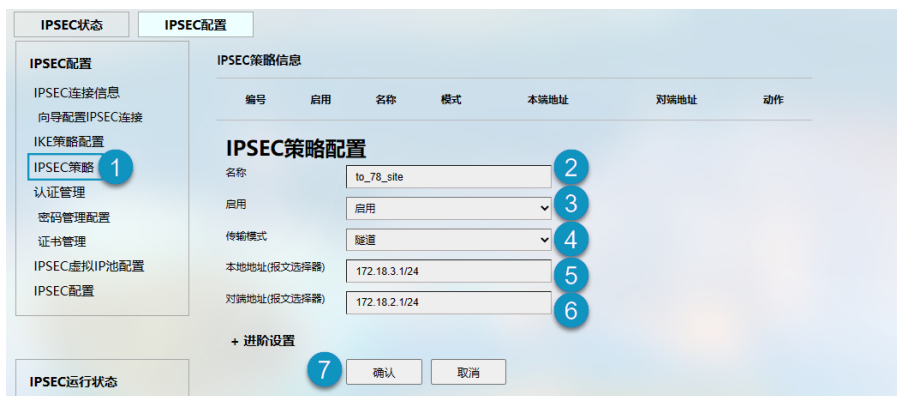 IPSEC状态 IPSEC配置
IPSEC配置
IPSEC连接信息
向导配置IPSEC连接
IKE策略配置
IPSEC策略 1
认证管理
密码管理配置
证书管理
IPSEC虚拟IP池配置
IPSEC配置
IPSEC运行状态
IPSEC策略信息
编号 启用 名称 模式 本端地址 对端地址 动作
IPSEC策略配置
名称 to_78_site 2
启用 启用 3
传输模式 隧道 4
本地地址(报文选择器) 172.18.3.1/24 5
对端地址(报文选择器) 172.18.2.1/24 6
+ 进阶设置
7 确认 取消